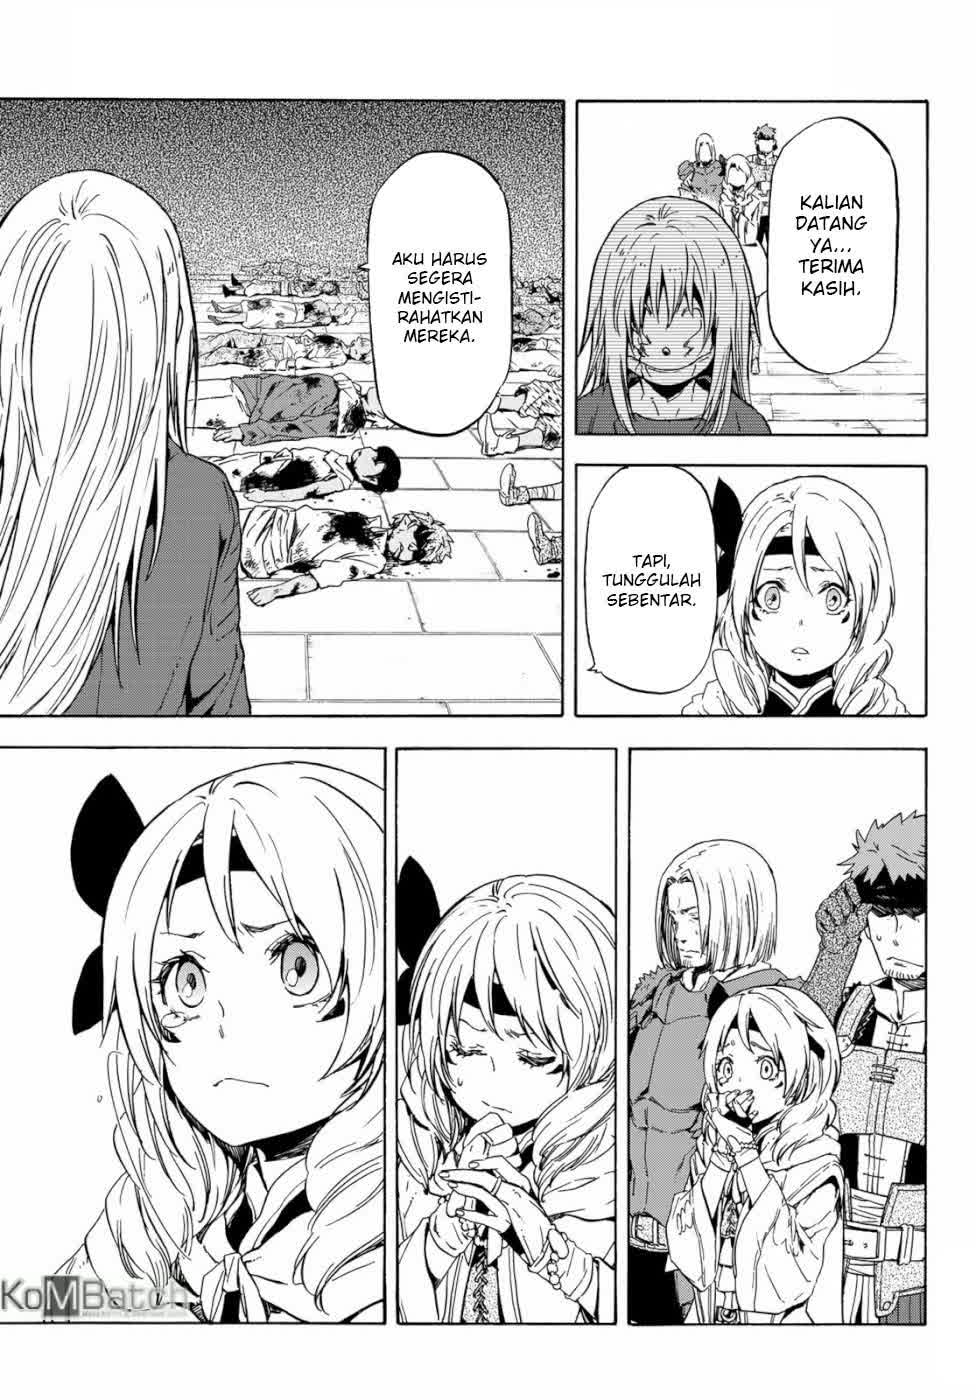 KALIAN
DATANG
YA...
TERIMA
KASIH.
TAPI,
TUNGGULAH
SEBENTAR.
AKU HARUS
SEGERA
MENGISTI-
RAHATKAN
MEREKA.
KoMBatch